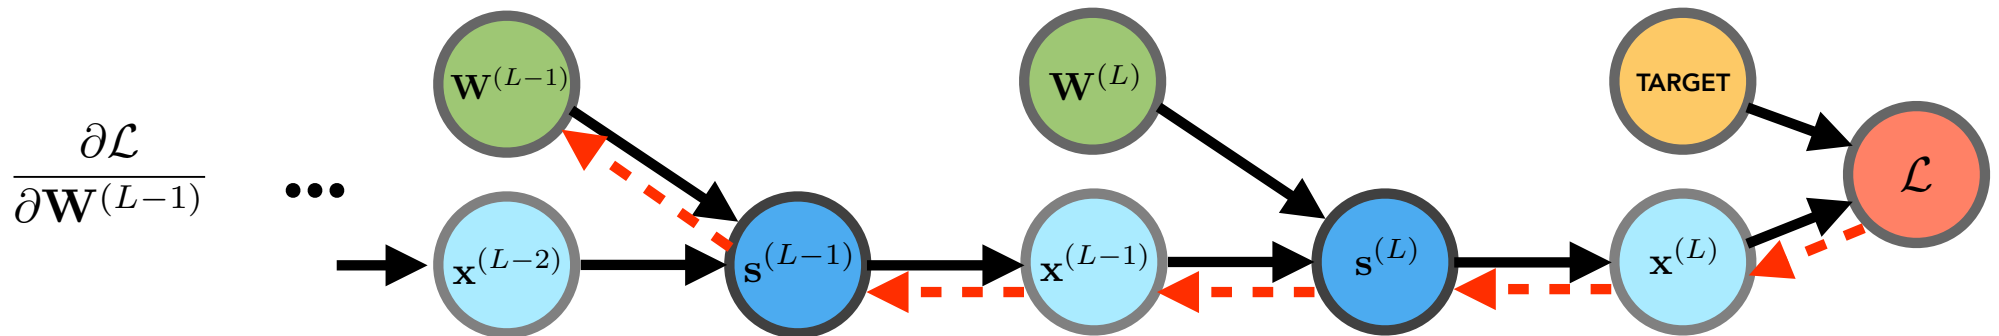 ∂ℒ / ∂𝐖^(L−1)
•••
𝐖^(L−1)
𝐖^(L)
TARGET
ℒ
𝐱^(L−2)
𝐬^(L−1)
𝐱^(L−1)
𝐬^(L)
𝐱^(L)